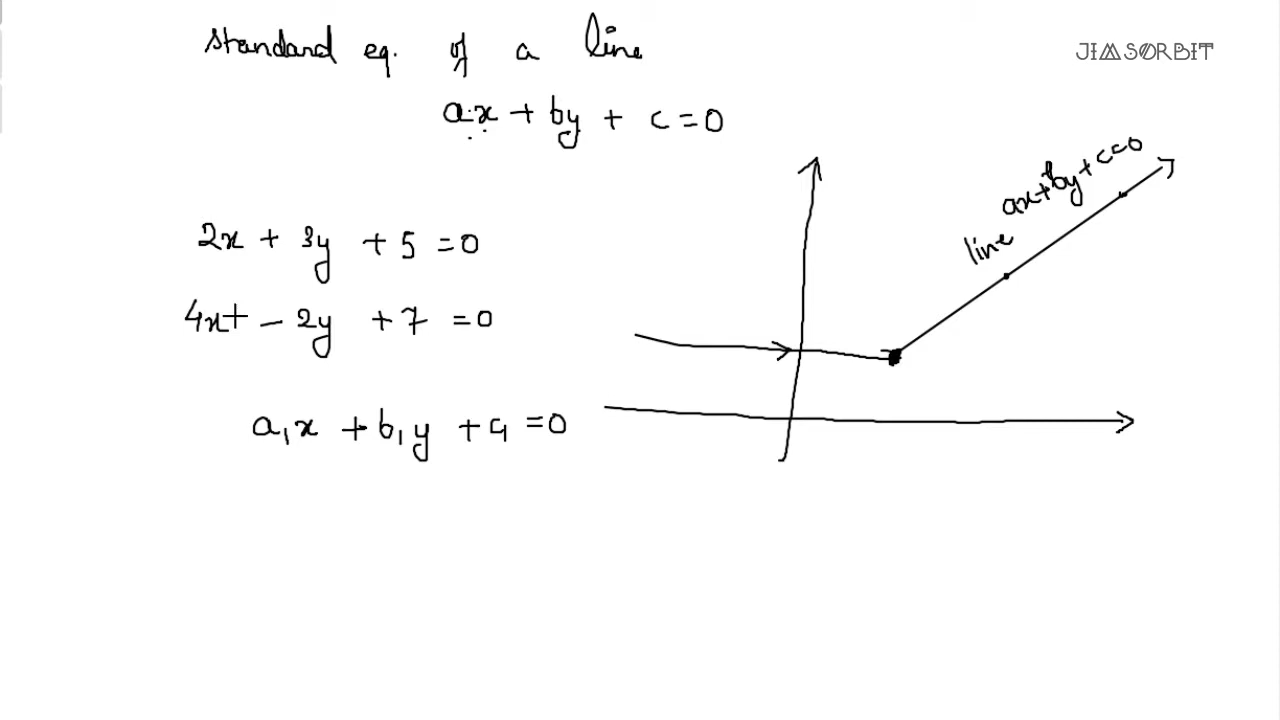 standard eq. of a line
JIMSORBIT
ax + by + c = 0
2x + 3y + 5 = 0
4x+ - 2y + 7 = 0
a₁x + b₁y + c₁ = 0
line ax+by+c=0